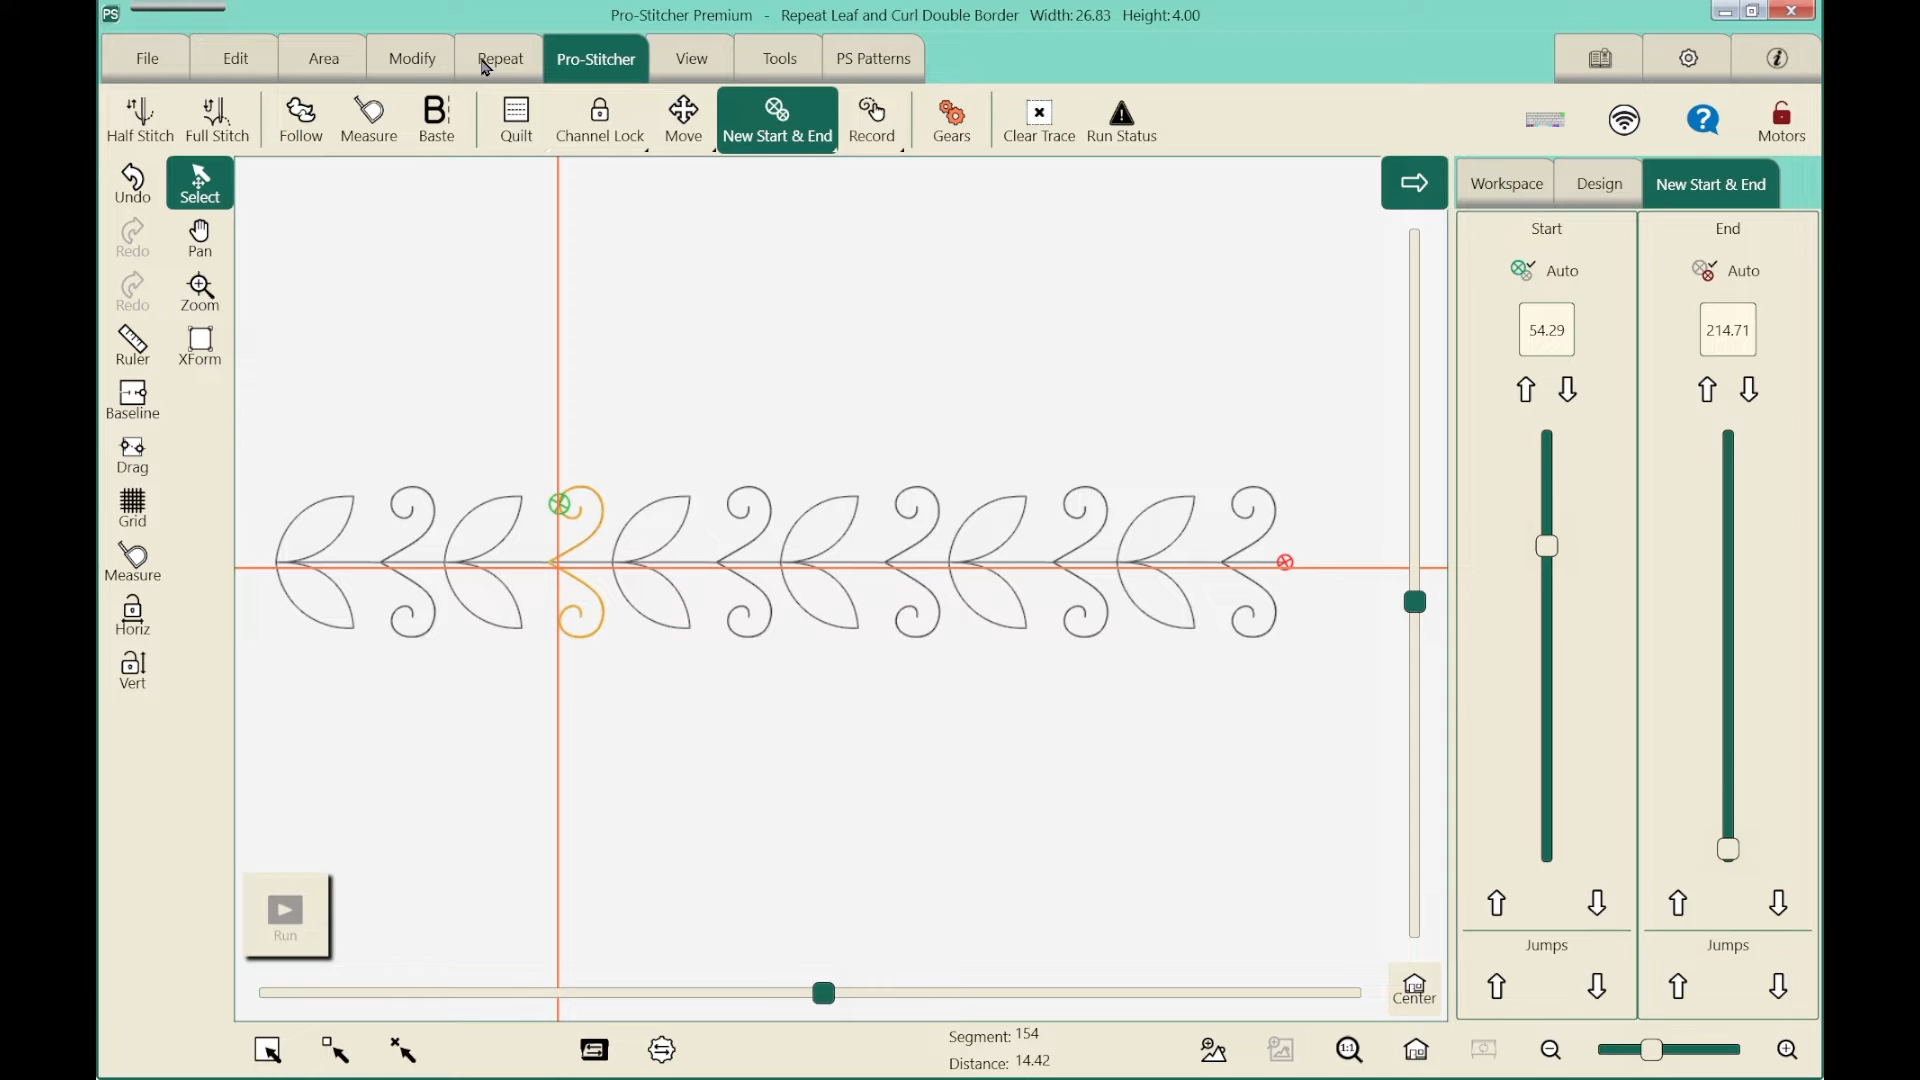 PS
Pro-Stitcher Premium - Repeat Leaf and Curl Double Border Width: 26.83 Height: 4.00
File Edit Area Modify Repeat Pro-Stitcher View Tools PS Patterns
Half Stitch Full Stitch Follow Measure Baste Quilt Channel Lock Move New Start & End Record Gears Clear Trace Run Status Motors
Undo Select
Redo Pan
Redo Zoom
Ruler XForm
Baseline
Drag
Grid
Measure
Horiz
Vert
Run
Center
Workspace Design New Start & End
Start End
Auto Auto
54.29 214.71
Jumps Jumps
Segment: 154
Distance: 14.42
1:1